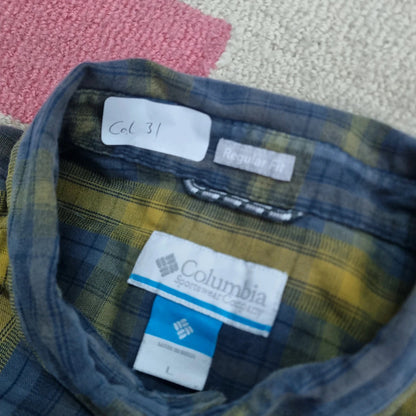 Col 31
Regular Fit
Columbia
Sportswear Company
L